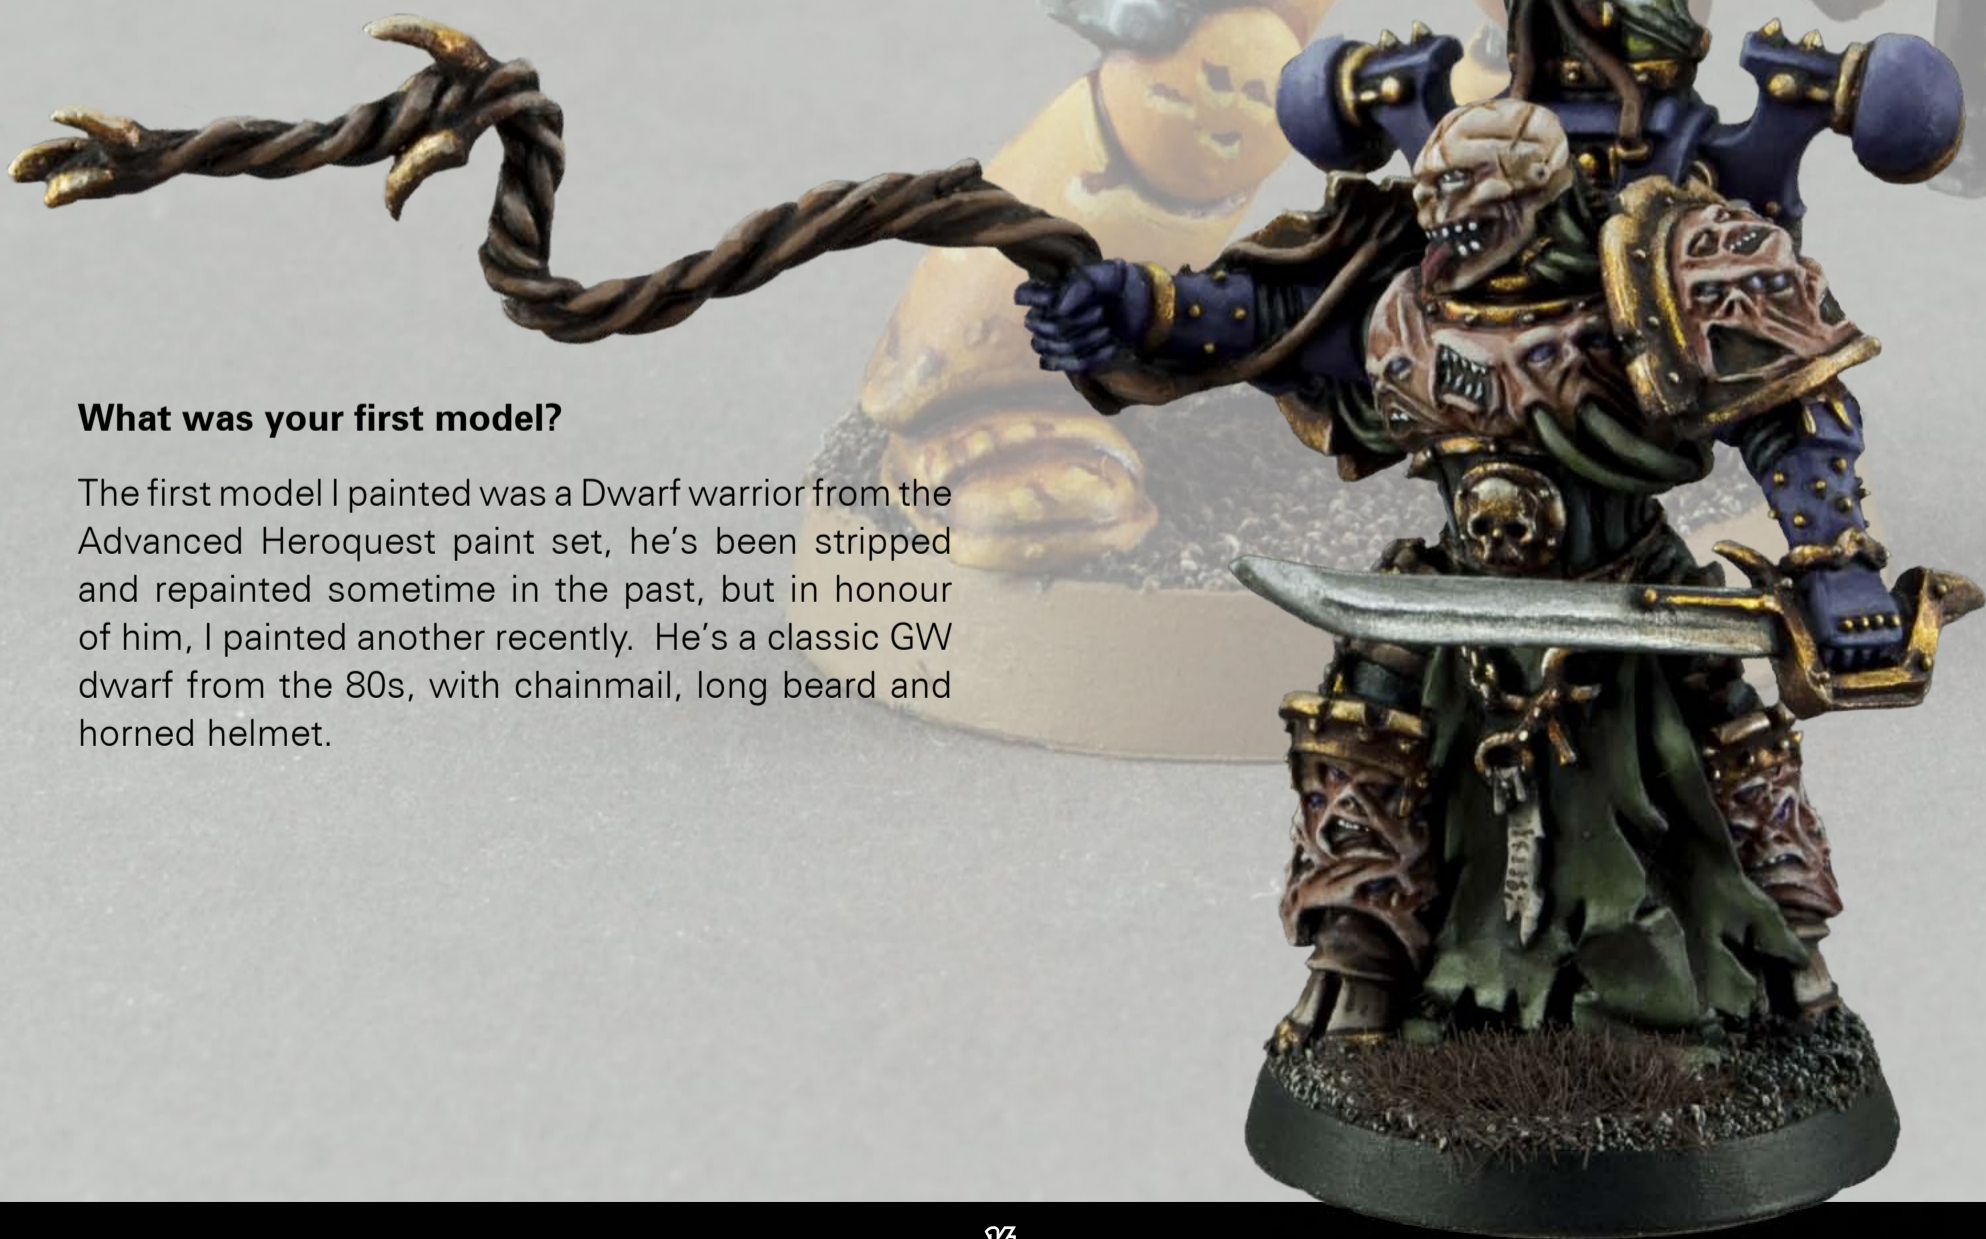 What was your first model?
The first model I painted was a Dwarf warrior from the
Advanced Heroquest paint set, he's been stripped
and repainted sometime in the past, but in honour
of him, I painted another recently.  He's a classic GW
dwarf from the 80s, with chainmail, long beard and
horned helmet.